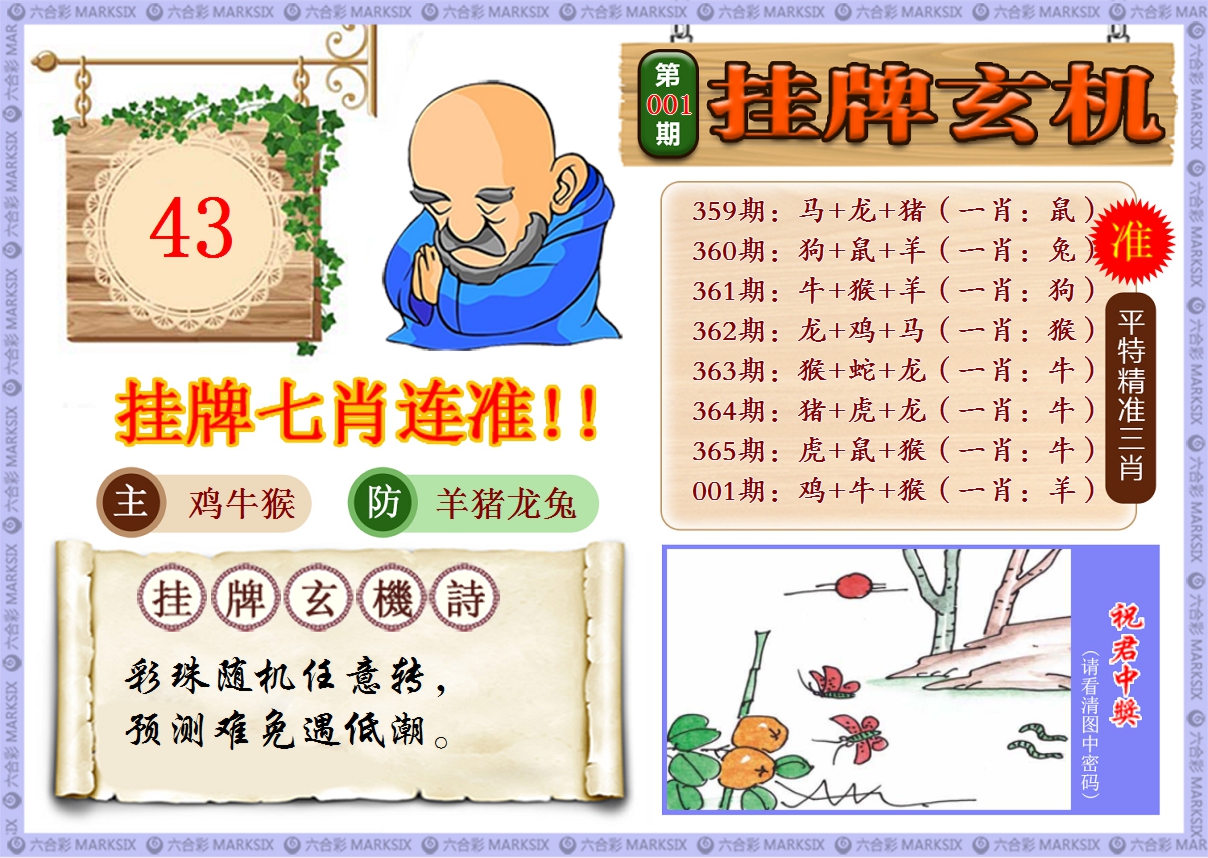 六合彩 MARKSIX
第
001
期
挂牌玄机
43
359期：马+龙+猪（一肖：鼠）
360期：狗+鼠+羊（一肖：兔）
361期：牛+猴+羊（一肖：狗）
362期：龙+鸡+马（一肖：猴）
363期：猴+蛇+龙（一肖：牛）
364期：猪+虎+龙（一肖：牛）
365期：虎+鼠+猴（一肖：牛）
001期：鸡+牛+猴（一肖：羊）
准
平特精准三肖
挂牌七肖连准!!
主 鸡牛猴
防 羊猪龙兔
挂牌玄機詩
彩珠随机任意转，
预测难免遇低潮。
祝君中獎
（请看清图中密码）